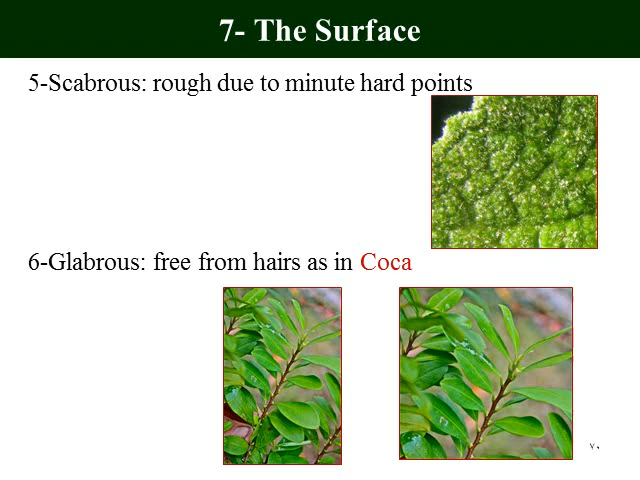 7- The Surface
5-Scabrous: rough due to minute hard points
6-Glabrous: free from hairs as in Coca
٧٠